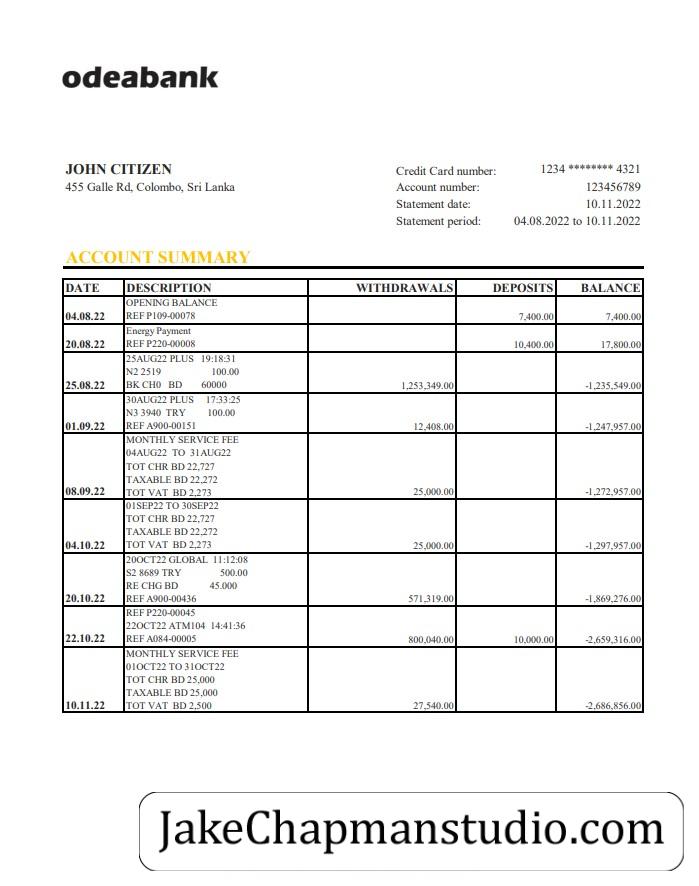 odeabank
JOHN CITIZEN
455 Galle Rd, Colombo, Sri Lanka
Credit Card number: 1234 ******** 4321
Account number: 123456789
Statement date: 10.11.2022
Statement period: 04.08.2022 to 10.11.2022
ACCOUNT SUMMARY
DATE DESCRIPTION WITHDRAWALS DEPOSITS BALANCE
OPENING BALANCE
04.08.22 REF P109-00078 7,400.00 7,400.00
Energy Payment
20.08.22 REF P220-00008 10,400.00 17,800.00
25AUG22 PLUS 19:18:31
N2 2519 100.00
25.08.22 BK CH0 BD 60000 1,253,349.00 -1,235,549.00
30AUG22 PLUS 17:33:25
N3 3940 TRY 100.00
01.09.22 REF A900-00151 12,408.00 -1,247,957.00
MONTHLY SERVICE FEE
04AUG22 TO 31AUG22
TOT CHR BD 22,727
TAXABLE BD 22,272
08.09.22 TOT VAT BD 2,273 25,000.00 -1,272,957.00
01SEP22 TO 30SEP22
TOT CHR BD 22,727
TAXABLE BD 22,272
04.10.22 TOT VAT BD 2,273 25,000.00 -1,297,957.00
20OCT22 GLOBAL 11:12:08
S2 8689 TRY 500.00
RE CHG BD 45.000
20.10.22 REF A900-00436 571,319.00 -1,869,276.00
REF P220-00045
22OCT22 ATM104 14:41:36
22.10.22 REF A084-00005 800,040.00 10,000.00 -2,659,316.00
MONTHLY SERVICE FEE
01OCT22 TO 31OCT22
TOT CHR BD 25,000
TAXABLE BD 25,000
10.11.22 TOT VAT BD 2,500 27,540.00 -2,686,856.00
JakeChapmanstudio.com